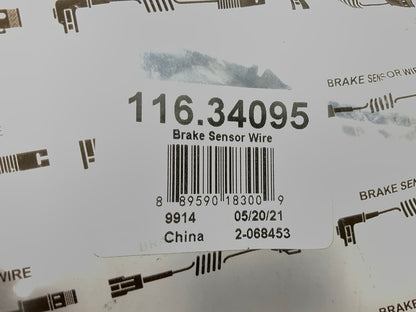 116.34095
Brake Sensor Wire
8 89590 18300 9
9914 05/20/21
China 2-068453
BRAKE SENSOR WIRE
BRAKE SENSOR WIRE
WIRE
BR